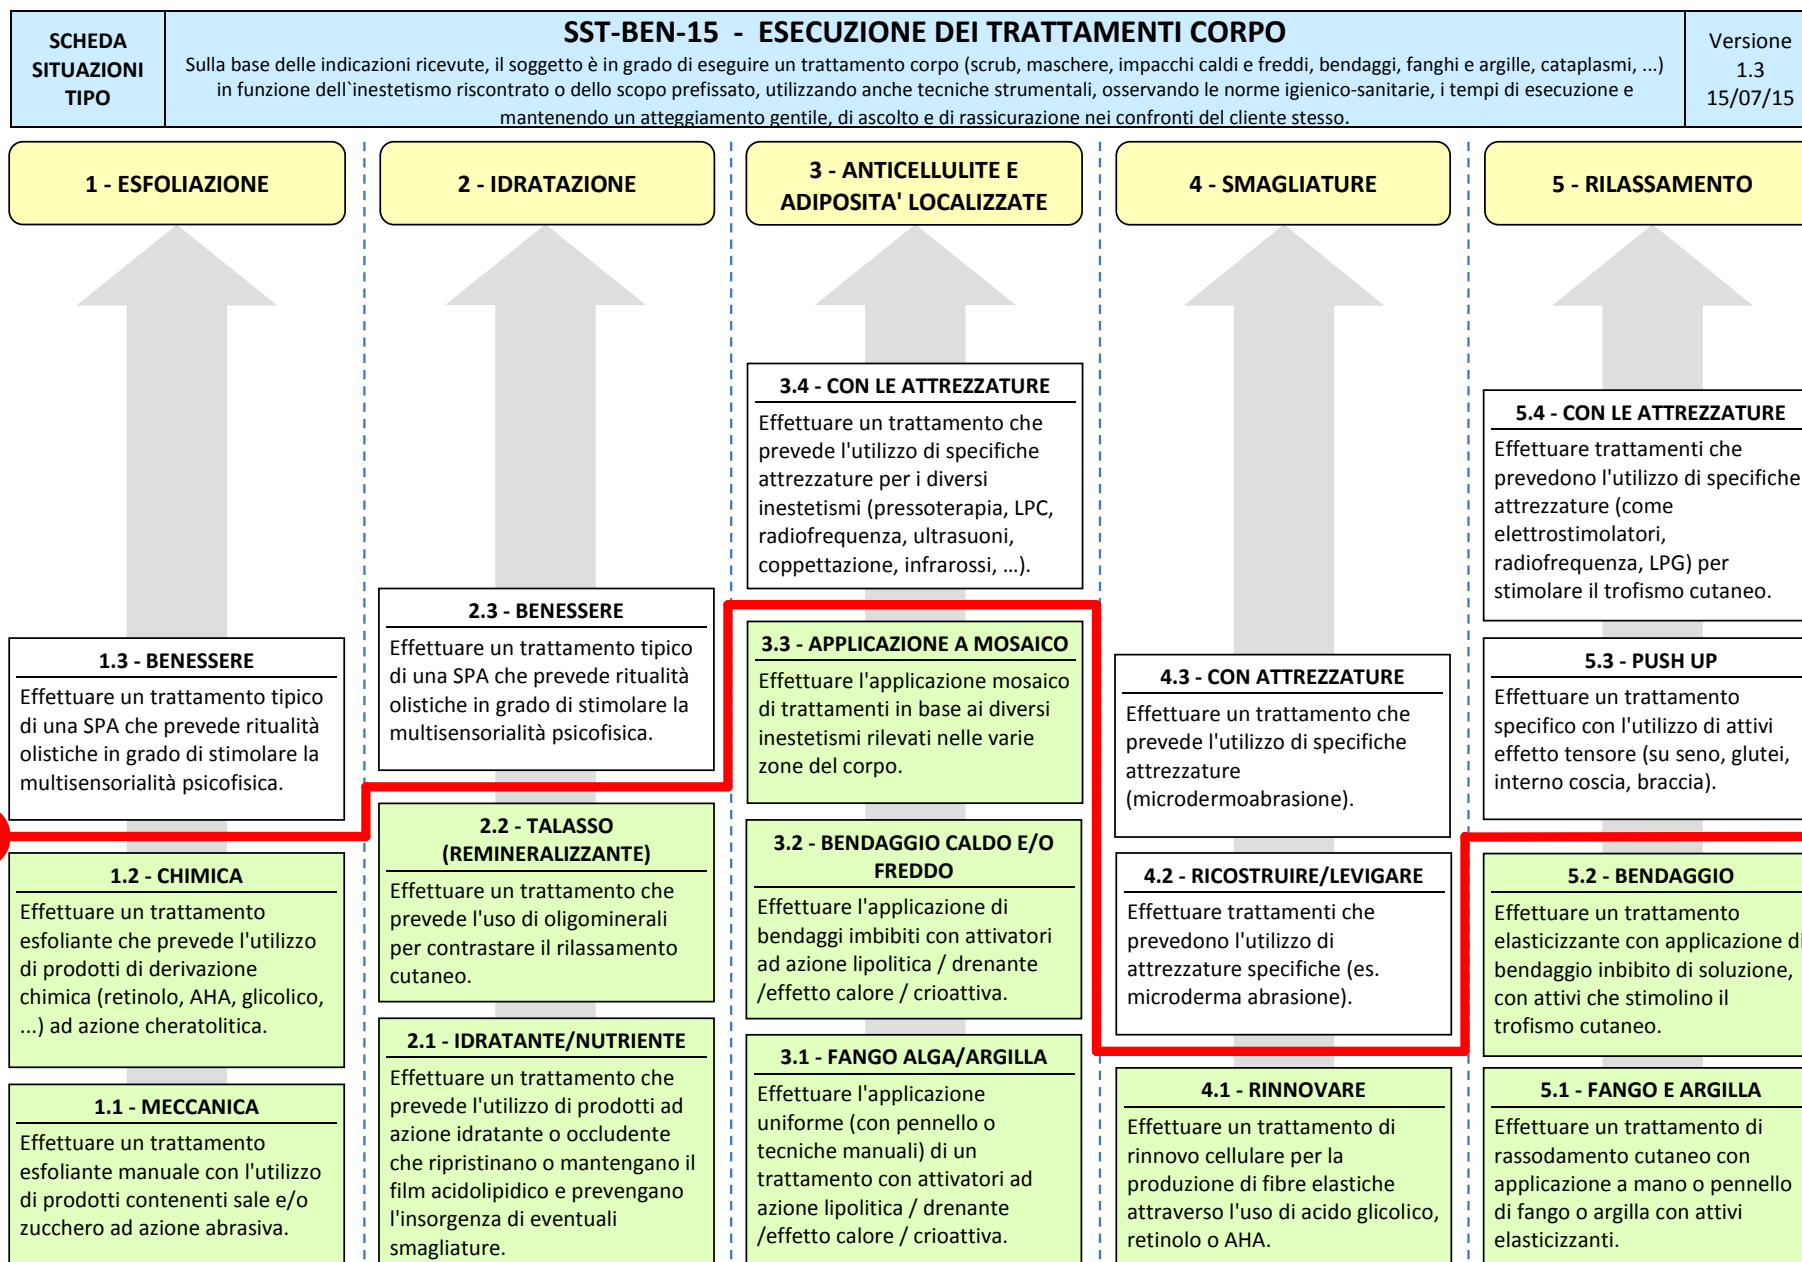 SCHEDA
SITUAZIONI
TIPO
SST-BEN-15 - ESECUZIONE DEI TRATTAMENTI CORPO
Sulla base delle indicazioni ricevute, il soggetto è in grado di eseguire un trattamento corpo (scrub, maschere, impacchi caldi e freddi, bendaggi, fanghi e argille, cataplasmi, ...)
in funzione dell`inestetismo riscontrato o dello scopo prefissato, utilizzando anche tecniche strumentali, osservando le norme igienico-sanitarie, i tempi di esecuzione e
mantenendo un atteggiamento gentile, di ascolto e di rassicurazione nei confronti del cliente stesso.
Versione
1.3
15/07/15
1 - ESFOLIAZIONE
1.3 - BENESSERE
Effettuare un trattamento tipico
di una SPA che prevede ritualità
olistiche in grado di stimolare la
multisensorialità psicofisica.
1.2 - CHIMICA
Effettuare un trattamento
esfoliante che prevede l'utilizzo
di prodotti di derivazione
chimica (retinolo, AHA, glicolico,
...) ad azione cheratolitica.
1.1 - MECCANICA
Effettuare un trattamento
esfoliante manuale con l'utilizzo
di prodotti contenenti sale e/o
zucchero ad azione abrasiva.
2 - IDRATAZIONE
2.3 - BENESSERE
Effettuare un trattamento tipico
di una SPA che prevede ritualità
olistiche in grado di stimolare la
multisensorialità psicofisica.
2.2 - TALASSO
(REMINERALIZZANTE)
Effettuare un trattamento che
prevede l'uso di oligominerali
per contrastare il rilassamento
cutaneo.
2.1 - IDRATANTE/NUTRIENTE
Effettuare un trattamento che
prevede l'utilizzo di prodotti ad
azione idratante o occludente
che ripristinano o mantengano il
film acidolipidico e prevengano
l'insorgenza di eventuali
smagliature.
3 - ANTICELLULITE E
ADIPOSITA' LOCALIZZATE
3.4 - CON LE ATTREZZATURE
Effettuare un trattamento che
prevede l'utilizzo di specifiche
attrezzature per i diversi
inestetismi (pressoterapia, LPC,
radiofrequenza, ultrasuoni,
coppettazione, infrarossi, ...).
3.3 - APPLICAZIONE A MOSAICO
Effettuare l'applicazione mosaico
di trattamenti in base ai diversi
inestetismi rilevati nelle varie
zone del corpo.
3.2 - BENDAGGIO CALDO E/O
FREDDO
Effettuare l'applicazione di
bendaggi imbibiti con attivatori
ad azione lipolitica / drenante
/effetto calore / crioattiva.
3.1 - FANGO ALGA/ARGILLA
Effettuare l'applicazione
uniforme (con pennello o
tecniche manuali) di un
trattamento con attivatori ad
azione lipolitica / drenante
/effetto calore / crioattiva.
4 - SMAGLIATURE
4.3 - CON ATTREZZATURE
Effettuare un trattamento che
prevede l'utilizzo di specifiche
attrezzature
(microdermoabrasione).
4.2 - RICOSTRUIRE/LEVIGARE
Effettuare trattamenti che
prevedono l'utilizzo di
attrezzature specifiche (es.
microderma abrasione).
4.1 - RINNOVARE
Effettuare un trattamento di
rinnovo cellulare per la
produzione di fibre elastiche
attraverso l'uso di acido glicolico,
retinolo o AHA.
5 - RILASSAMENTO
5.4 - CON LE ATTREZZATURE
Effettuare trattamenti che
prevedono l'utilizzo di specifiche
attrezzature (come
elettrostimolatori,
radiofrequenza, LPG) per
stimolare il trofismo cutaneo.
5.3 - PUSH UP
Effettuare un trattamento
specifico con l'utilizzo di attivi
effetto tensore (su seno, glutei,
interno coscia, braccia).
5.2 - BENDAGGIO
Effettuare un trattamento
elasticizzante con applicazione di
bendaggio inbibito di soluzione,
con attivi che stimolino il
trofismo cutaneo.
5.1 - FANGO E ARGILLA
Effettuare un trattamento di
rassodamento cutaneo con
applicazione a mano o pennello
di fango o argilla con attivi
elasticizzanti.